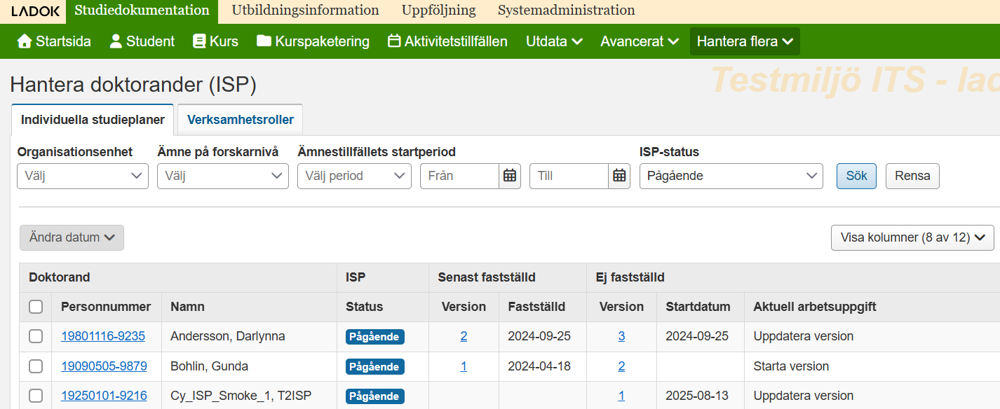 LADOK Studiedokumentation Utbildningsinformation Uppföljning Systemadministration
Startsida Student Kurs Kurspaketering Aktivitetstillfällen Utdata Avancerat Hantera flera
Testmiljö ITS - lad
Hantera doktorander (ISP)
Individuella studieplaner Verksamhetsroller
Organisationsenhet Ämne på forskarnivå Ämnestillfällets startperiod ISP-status
Välj Välj Välj period Från Till Pågående Sök Rensa
Ändra datum Visa kolumner (8 av 12)
Doktorand ISP Senast fastställd Ej fastställd
Personnummer Namn Status Version Fastställd Version Startdatum Aktuell arbetsuppgift
19801116-9235 Andersson, Darlynna Pågående 2 2024-09-25 3 2024-09-25 Uppdatera version
19090505-9879 Bohlin, Gunda Pågående 1 2024-04-18 2 Starta version
19250101-9216 Cy_ISP_Smoke_1, T2ISP Pågående 1 2025-08-13 Uppdatera version